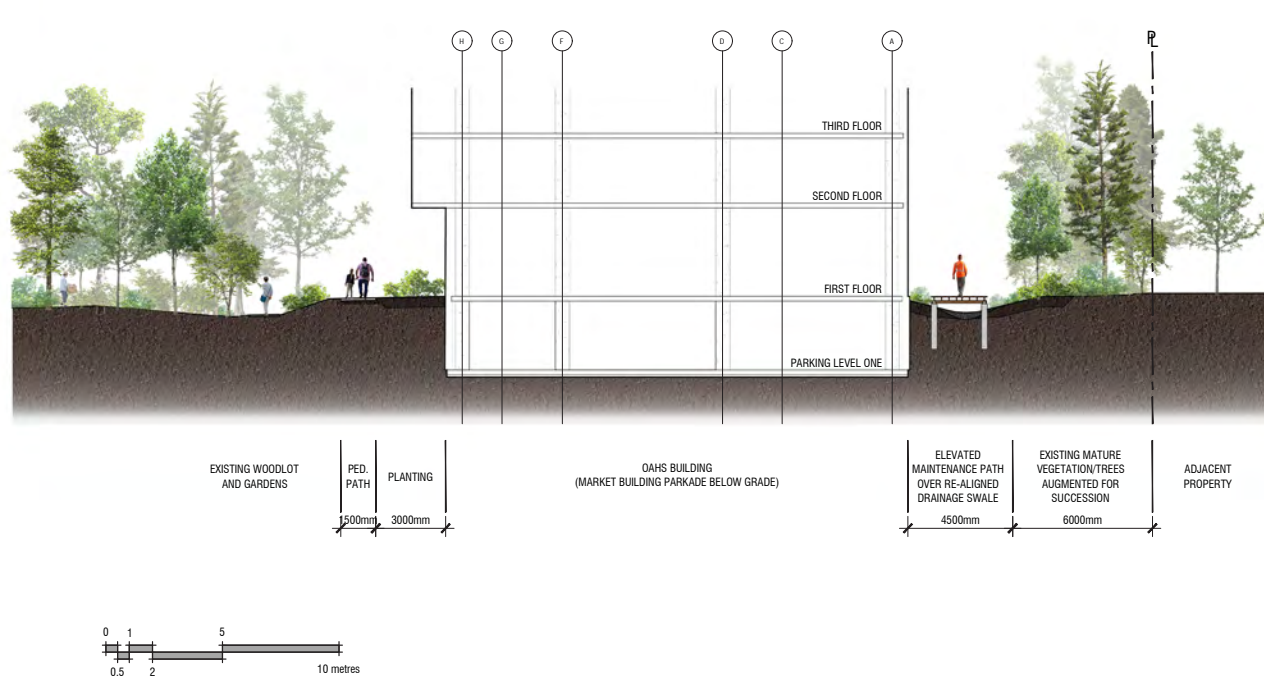 H
G
F
D
C
A
PL
THIRD FLOOR
SECOND FLOOR
FIRST FLOOR
PARKING LEVEL ONE
EXISTING WOODLOT
AND GARDENS
PED.
PATH
PLANTING
OAHS BUILDING
(MARKET BUILDING PARKADE BELOW GRADE)
ELEVATED
MAINTENANCE PATH
OVER RE-ALIGNED
DRAINAGE SWALE
EXISTING MATURE
VEGETATION/TREES
AUGMENTED FOR
SUCCESSION
ADJACENT
PROPERTY
1500mm
3000mm
4500mm
6000mm
0
1
5
0.5
2
10 metres